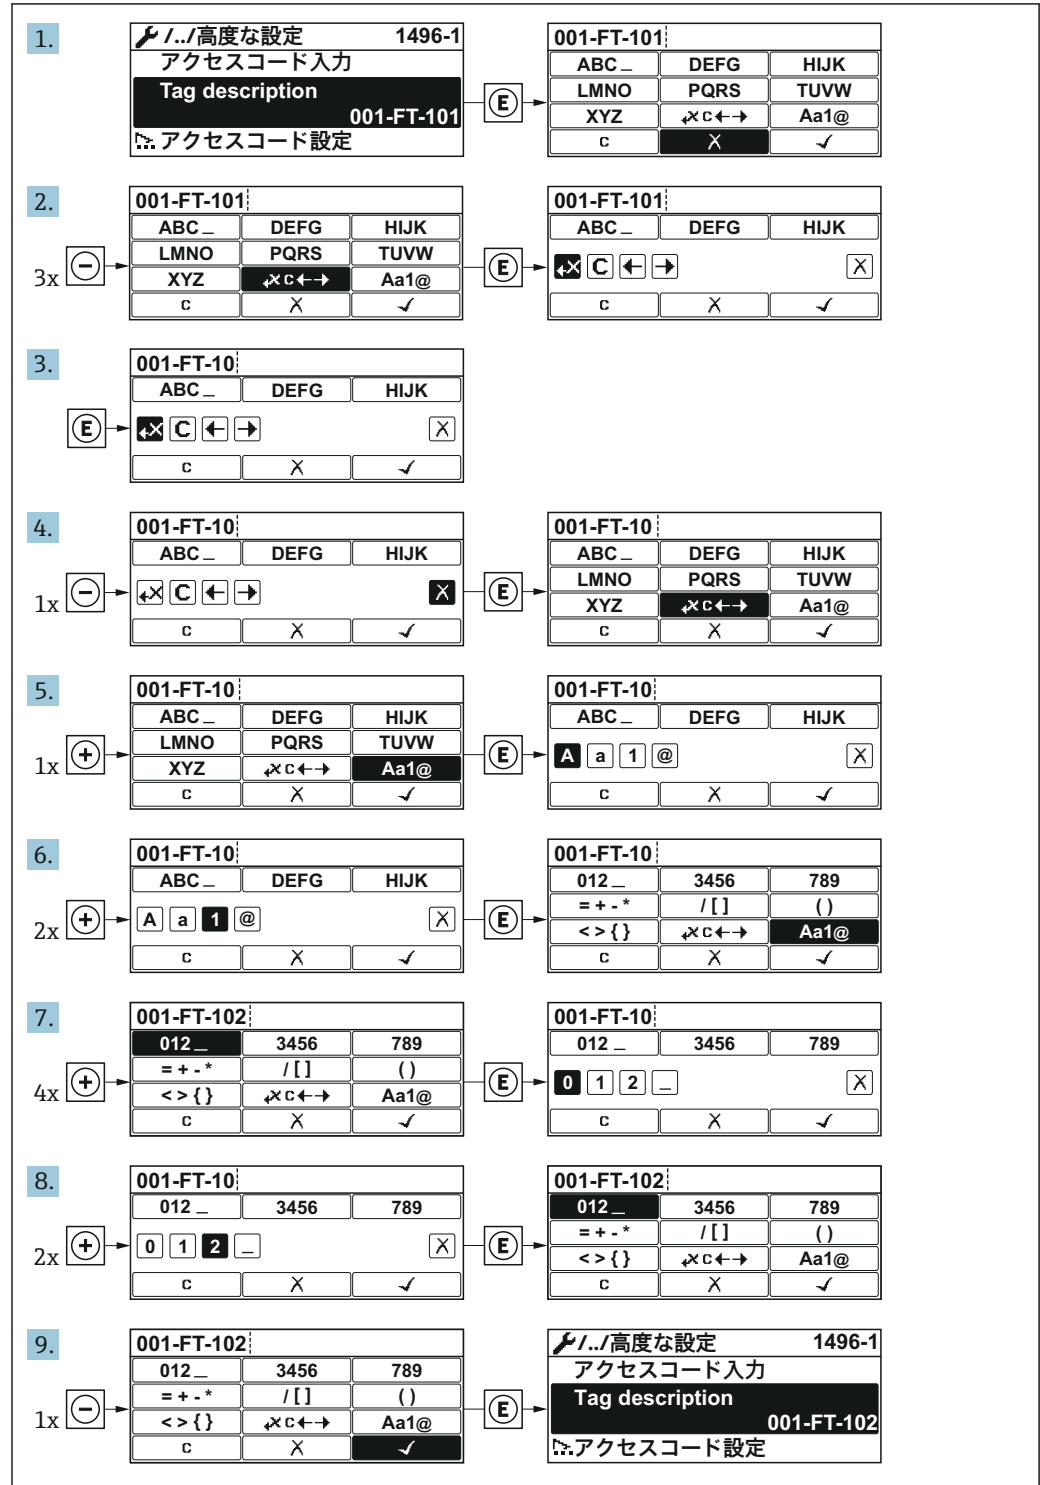 1.
/../高度な設定 1496-1
アクセスコード入力
Tag description
001-FT-101
アクセスコード設定
E
001-FT-101
ABC_ DEFG HIJK
LMNO PQRS TUVW
XYZ C←→ Aa1@
C X ✓
2.
3x
001-FT-101
ABC_ DEFG HIJK
LMNO PQRS TUVW
XYZ C←→ Aa1@
C X ✓
E
001-FT-101
ABC_ DEFG HIJK
C ← → X
C X ✓
3.
E
001-FT-10
ABC_ DEFG HIJK
C ← → X
C X ✓
4.
1x
001-FT-10
ABC_ DEFG HIJK
C ← → X
C X ✓
E
001-FT-10
ABC_ DEFG HIJK
LMNO PQRS TUVW
XYZ C←→ Aa1@
C X ✓
5.
1x
001-FT-10
ABC_ DEFG HIJK
LMNO PQRS TUVW
XYZ C←→ Aa1@
C X ✓
E
001-FT-10
ABC_ DEFG HIJK
A a 1 @ X
C X ✓
6.
2x
001-FT-10
ABC_ DEFG HIJK
A a 1 @ X
C X ✓
E
001-FT-10
012_ 3456 789
=+-* /[] ()
<>{} C←→ Aa1@
C X ✓
7.
4x
001-FT-102
012_ 3456 789
=+-* /[] ()
<>{} C←→ Aa1@
C X ✓
E
001-FT-10
012_ 3456 789
0 1 2 _ X
C X ✓
8.
2x
001-FT-10
012_ 3456 789
0 1 2 _ X
C X ✓
E
001-FT-102
012_ 3456 789
=+-* /[] ()
<>{} C←→ Aa1@
C X ✓
9.
1x
001-FT-102
012_ 3456 789
=+-* /[] ()
<>{} C←→ Aa1@
C X ✓
E
/../高度な設定 1496-1
アクセスコード入力
Tag description
001-FT-102
アクセスコード設定